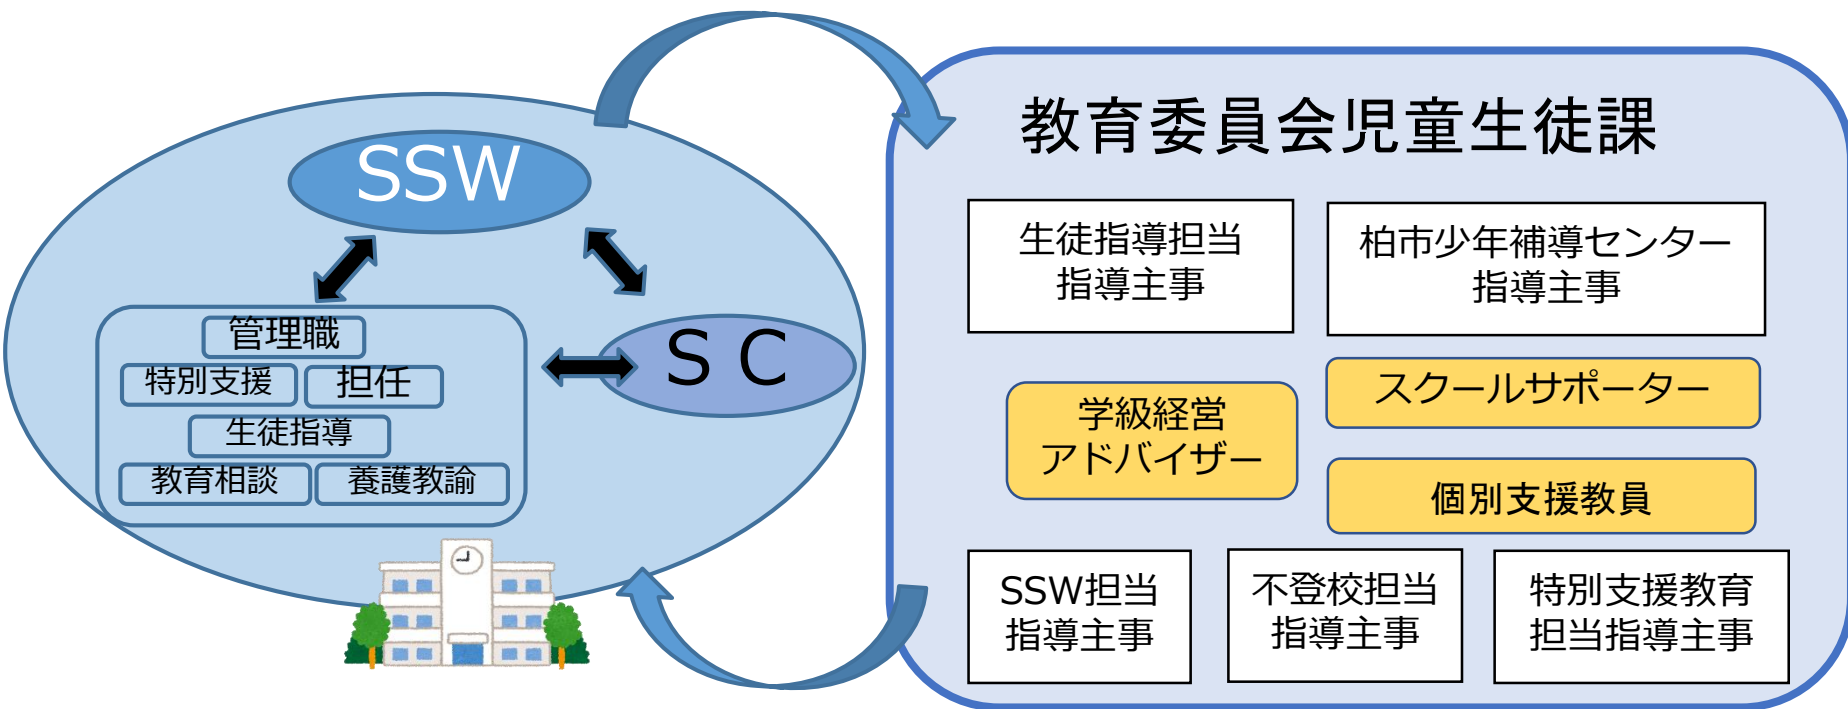 SSW
管理職
特別支援
担任
生徒指導
教育相談
養護教諭
S C
教育委員会児童生徒課
生徒指導担当
指導主事
柏市少年補導センター
指導主事
学級経営
アドバイザー
スクールサポーター
個別支援教員
SSW担当
指導主事
不登校担当
指導主事
特別支援教育
担当指導主事